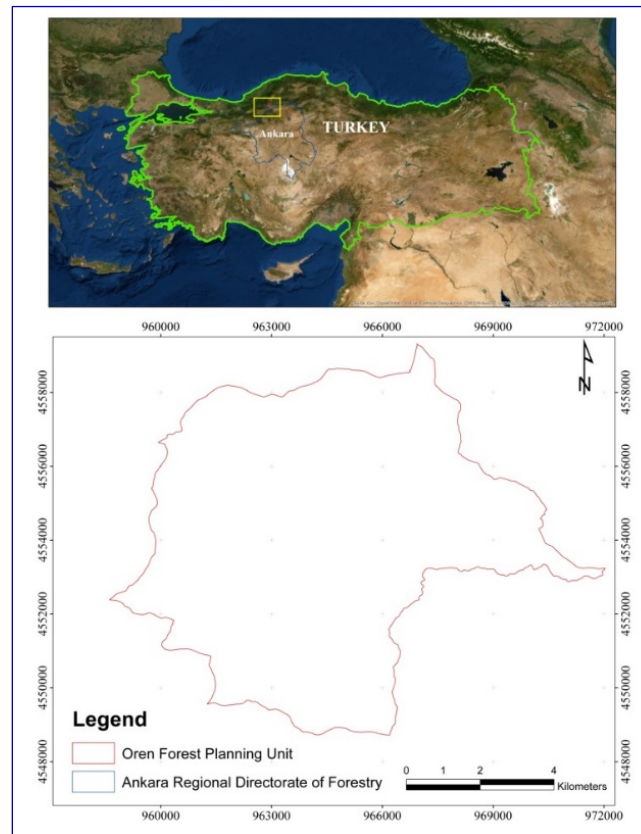 TURKEY
Ankara
960000 963000 966000 969000 972000
4558000 4558000
4556000 4556000
4554000 4554000
4552000 4552000
4550000 4550000
4548000 4548000
N
Legend
Oren Forest Planning Unit
Ankara Regional Directorate of Forestry
0 2 4
Kilometers
960000 963000 966000 969000 972000